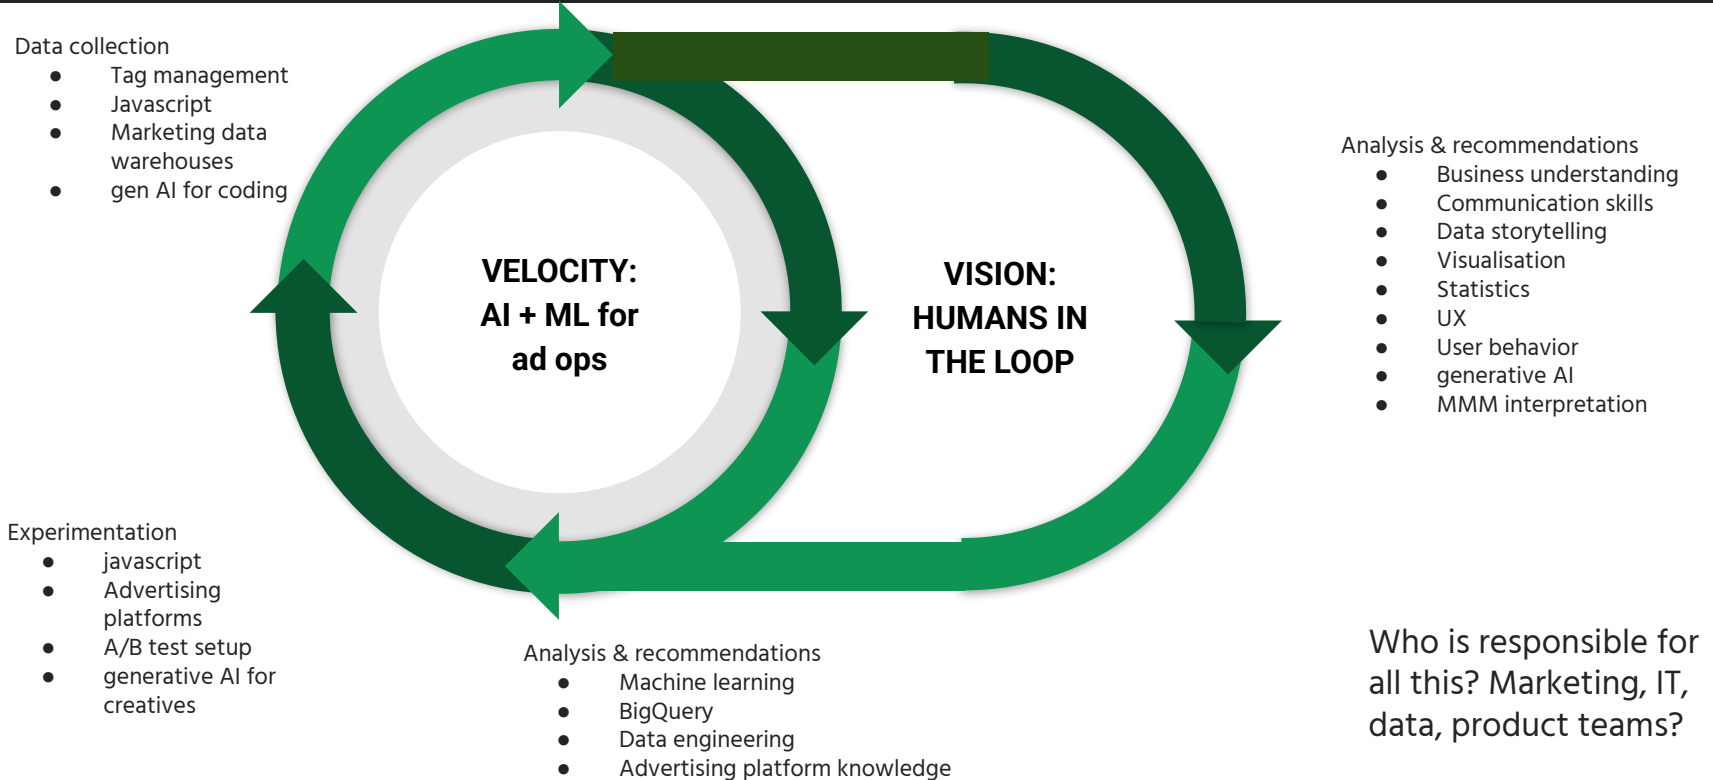 Data collection
● Tag management
● Javascript
● Marketing data
warehouses
● gen AI for coding
VELOCITY:
AI + ML for
ad ops
VISION:
HUMANS IN
THE LOOP
Analysis & recommendations
● Business understanding
● Communication skills
● Data storytelling
● Visualisation
● Statistics
● UX
● User behavior
● generative AI
● MMM interpretation
Experimentation
● javascript
● Advertising
platforms
● A/B test setup
● generative AI for
creatives
Analysis & recommendations
● Machine learning
● BigQuery
● Data engineering
● Advertising platform knowledge
Who is responsible for
all this? Marketing, IT,
data, product teams?